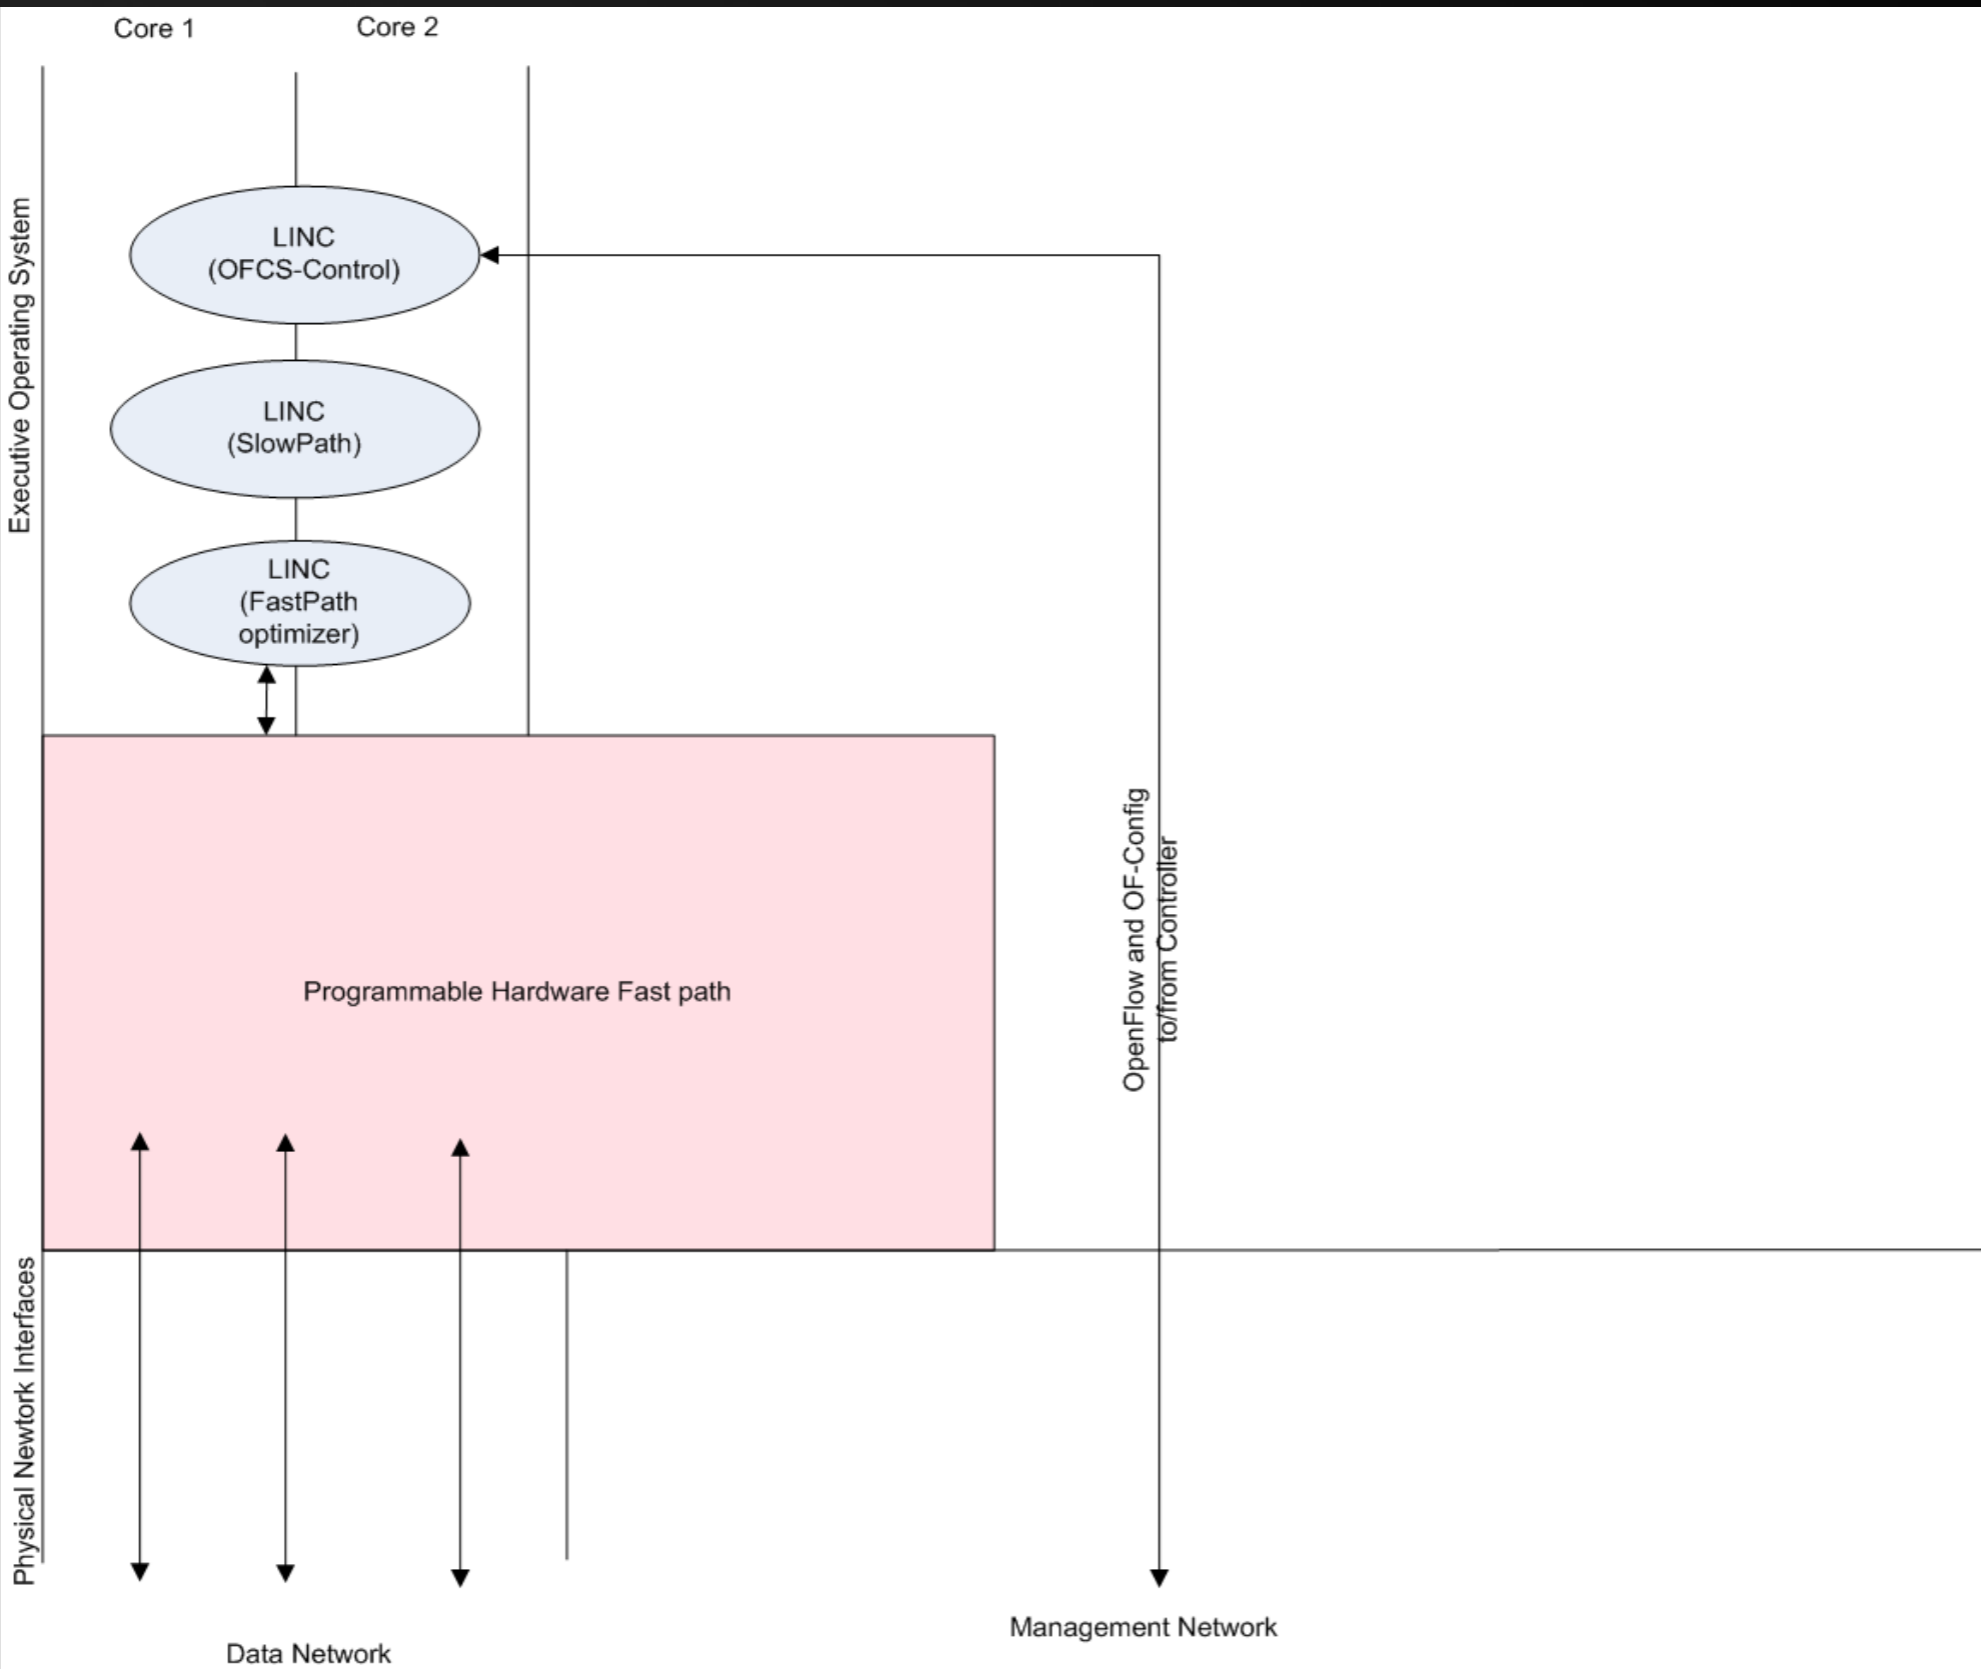 Core 1
Core 2
Executive Operating System
LINC
(OFCS-Control)
LINC
(SlowPath)
LINC
(FastPath
optimizer)
OpenFlow and OF-Config
to/from Controller
Programmable Hardware Fast path
Physical Newtork Interfaces
Management Network
Data Network